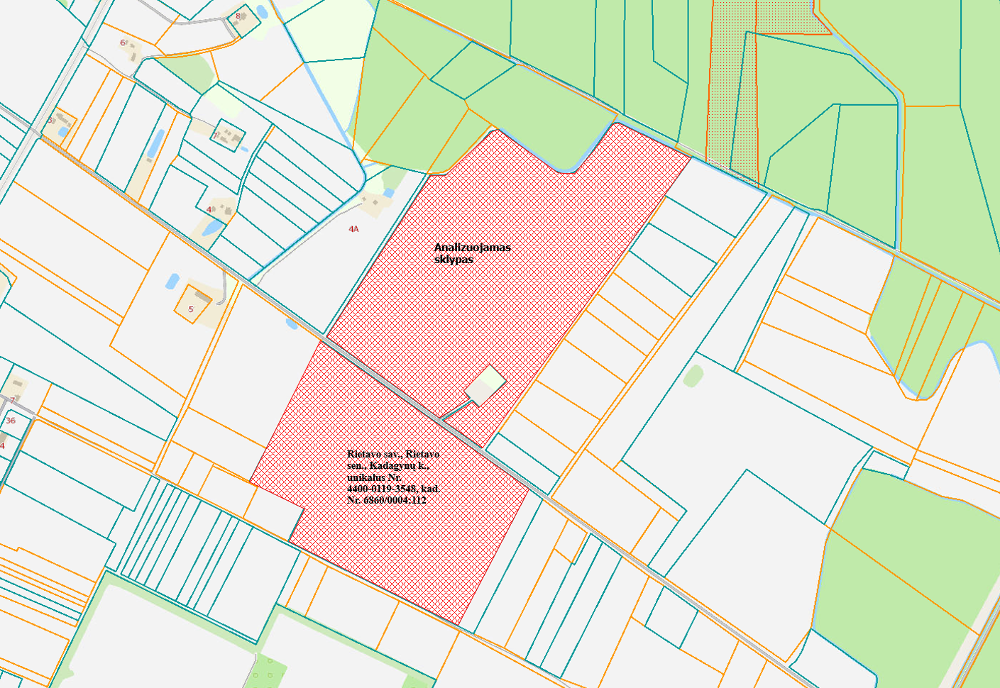 8
6
3
7
4
4A
Analizuojamas
sklypas
5
7
36
4
Rietavo sav., Rietavo
sen., Kadagynų k.,
unikalus Nr.
4400-0119-3548, kad.
Nr. 6860/0004:112